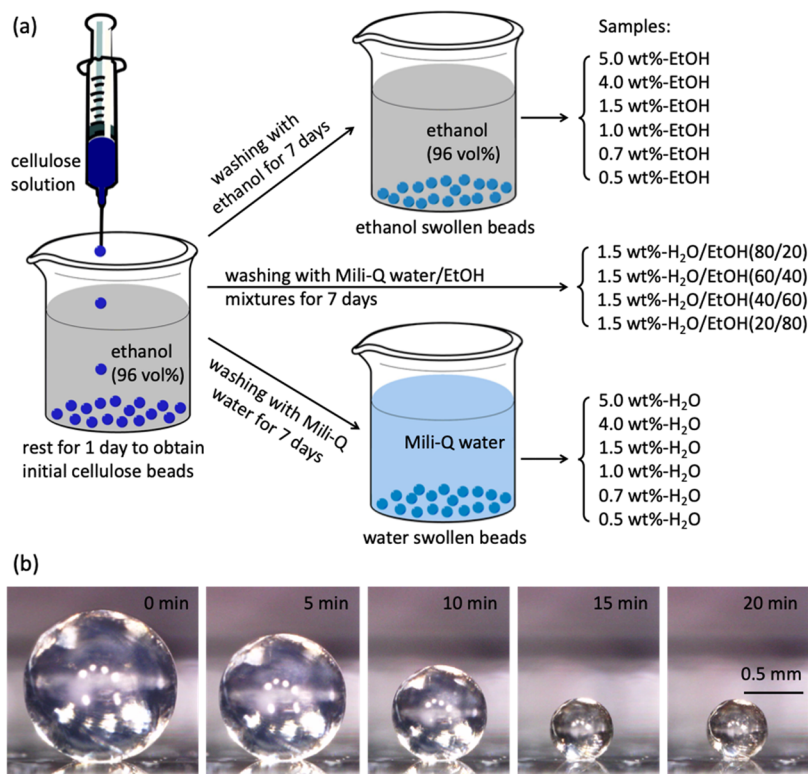 (a)
cellulose
solution
ethanol
(96 vol%)
rest for 1 day to obtain
initial cellulose beads
washing with
ethanol for 7 days
ethanol
(96 vol%)
ethanol swollen beads
washing with Mili-Q water/EtOH
mixtures for 7 days
washing with Mili-Q
water for 7 days
Mili-Q water
water swollen beads
Samples:
5.0 wt%-EtOH
4.0 wt%-EtOH
1.5 wt%-EtOH
1.0 wt%-EtOH
0.7 wt%-EtOH
0.5 wt%-EtOH
1.5 wt%-H₂O/EtOH(80/20)
1.5 wt%-H₂O/EtOH(60/40)
1.5 wt%-H₂O/EtOH(40/60)
1.5 wt%-H₂O/EtOH(20/80)
5.0 wt%-H₂O
4.0 wt%-H₂O
1.5 wt%-H₂O
1.0 wt%-H₂O
0.7 wt%-H₂O
0.5 wt%-H₂O
(b)
0 min
5 min
10 min
15 min
20 min
0.5 mm